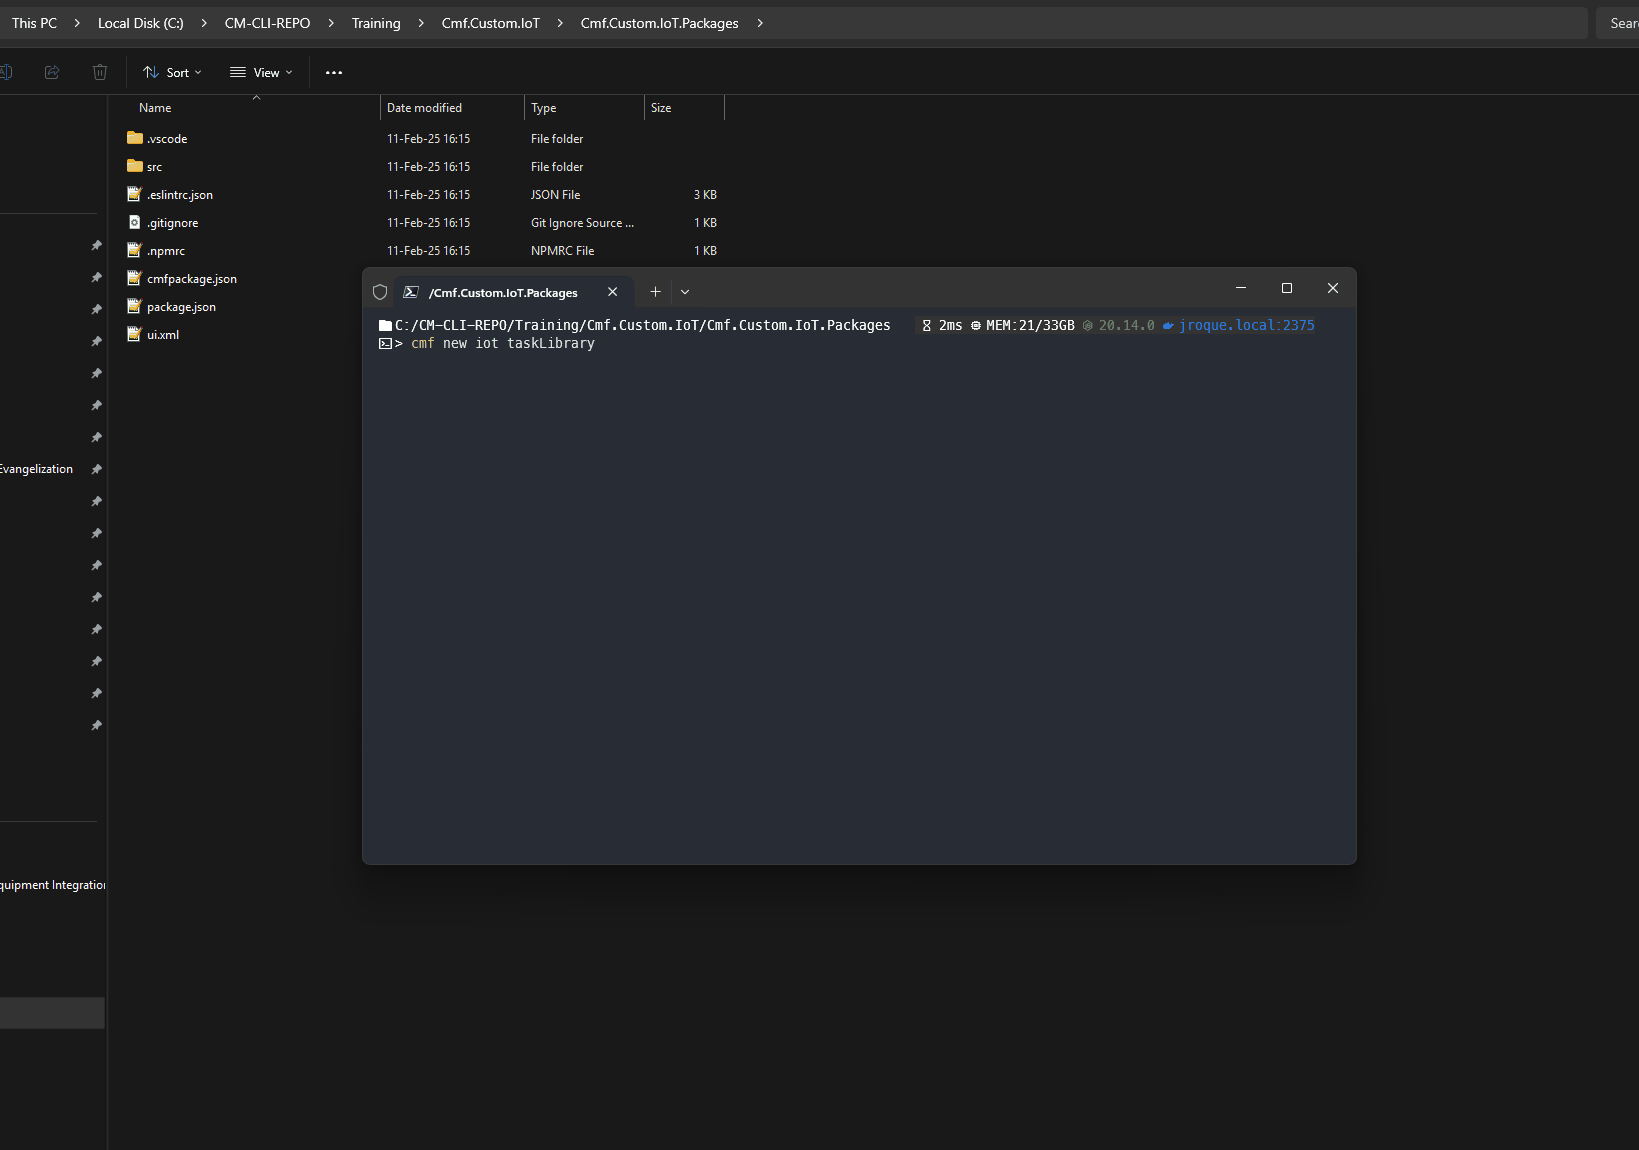 This PC > Local Disk (C:) > CM-CLI-REPO > Training > Cmf.Custom.IoT > Cmf.Custom.IoT.Packages >
Sear
Sort View ...
Name Date modified Type Size
.vscode 11-Feb-25 16:15 File folder
src 11-Feb-25 16:15 File folder
.eslintrc.json 11-Feb-25 16:15 JSON File 3 KB
.gitignore 11-Feb-25 16:15 Git Ignore Source ... 1 KB
.npmrc 11-Feb-25 16:15 NPMRC File 1 KB
cmfpackage.json
package.json
ui.xml
Evangelization
quipment Integration
/Cmf.Custom.IoT.Packages
C:/CM-CLI-REPO/Training/Cmf.Custom.IoT/Cmf.Custom.IoT.Packages 2ms MEM:21/33GB 20.14.0 jroque.local:2375
> cmf new iot taskLibrary